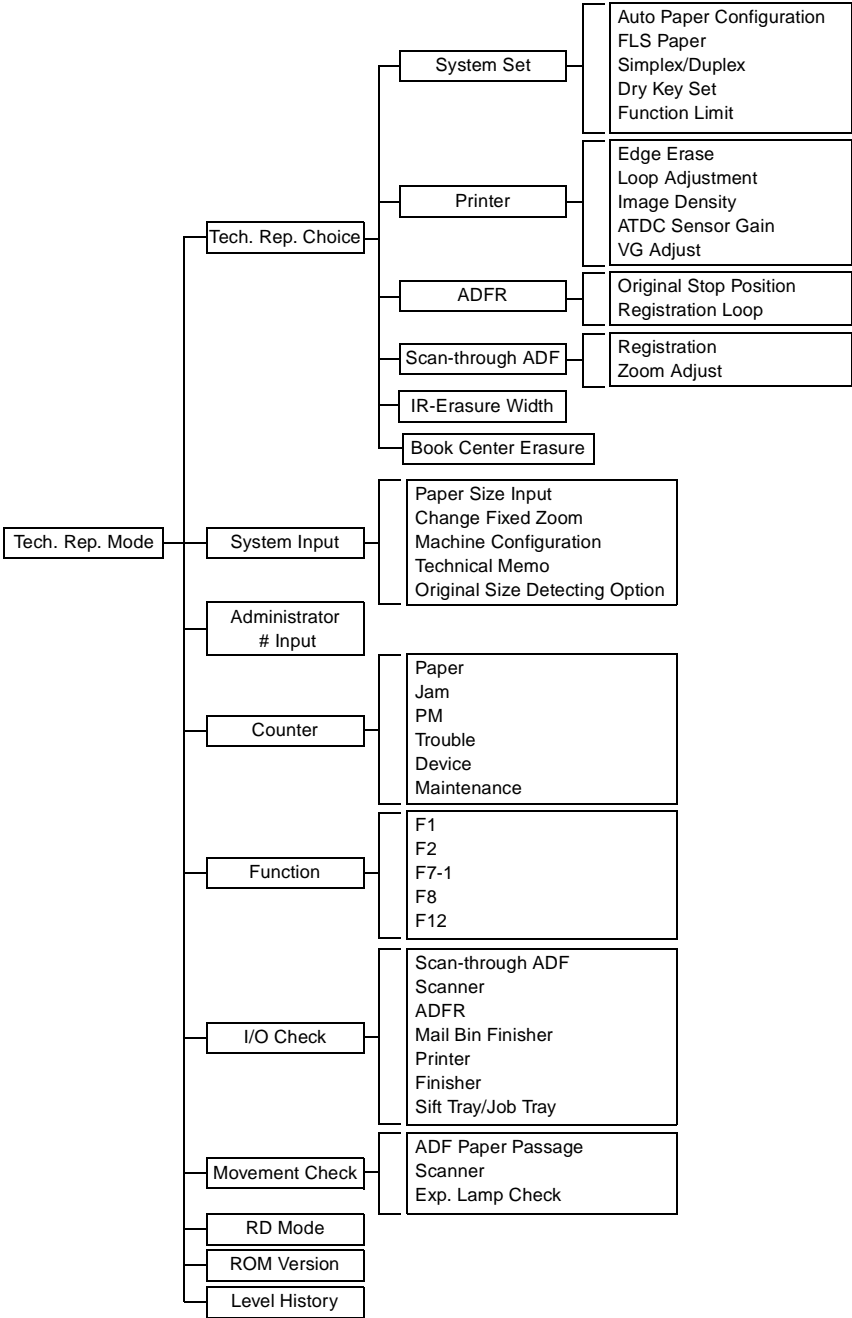 Tech. Rep. Mode
Tech. Rep. Choice
System Set
Auto Paper Configuration
FLS Paper
Simplex/Duplex
Dry Key Set
Function Limit
Printer
Edge Erase
Loop Adjustment
Image Density
ATDC Sensor Gain
VG Adjust
ADFR
Original Stop Position
Registration Loop
Scan-through ADF
Registration
Zoom Adjust
IR-Erasure Width
Book Center Erasure
System Input
Paper Size Input
Change Fixed Zoom
Machine Configuration
Technical Memo
Original Size Detecting Option
Administrator
# Input
Counter
Paper
Jam
PM
Trouble
Device
Maintenance
Function
F1
F2
F7-1
F8
F12
I/O Check
Scan-through ADF
Scanner
ADFR
Mail Bin Finisher
Printer
Finisher
Sift Tray/Job Tray
Movement Check
ADF Paper Passage
Scanner
Exp. Lamp Check
RD Mode
ROM Version
Level History